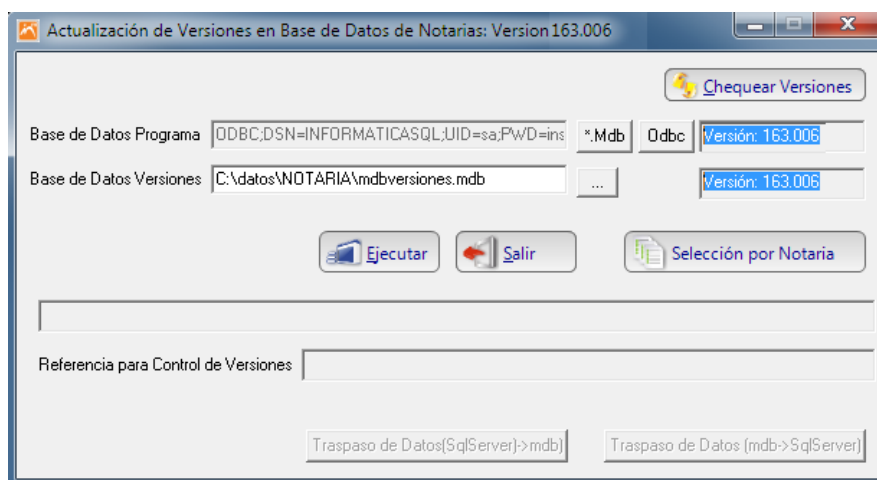 Actualización de Versiones en Base de Datos de Notarias: Version 163.006
Chequear Versiones
Base de Datos Programa ODBC;DSN=INFORMATICASQL;UID=sa;PWD=ins *.Mdb Odbc Versión: 163.006
Base de Datos Versiones C:\datos\NOTARIA\mdbversiones.mdb ... Versión: 163.006
Ejecutar Salir Selección por Notaria
Referencia para Control de Versiones
Traspaso de Datos(SqlServer)->mdb) Traspaso de Datos (mdb->SqlServer)